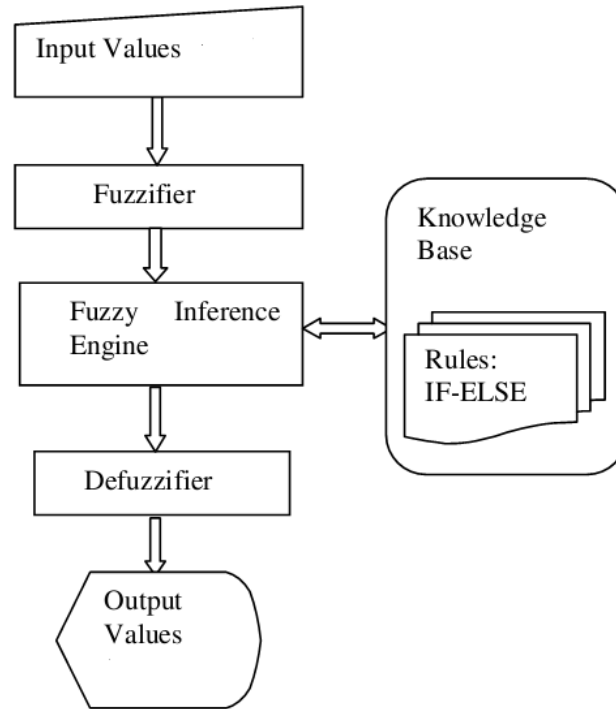 Input Values
Fuzzifier
Fuzzy Inference
Engine
Knowledge
Base
Rules:
IF-ELSE
Defuzzifier
Output
Values